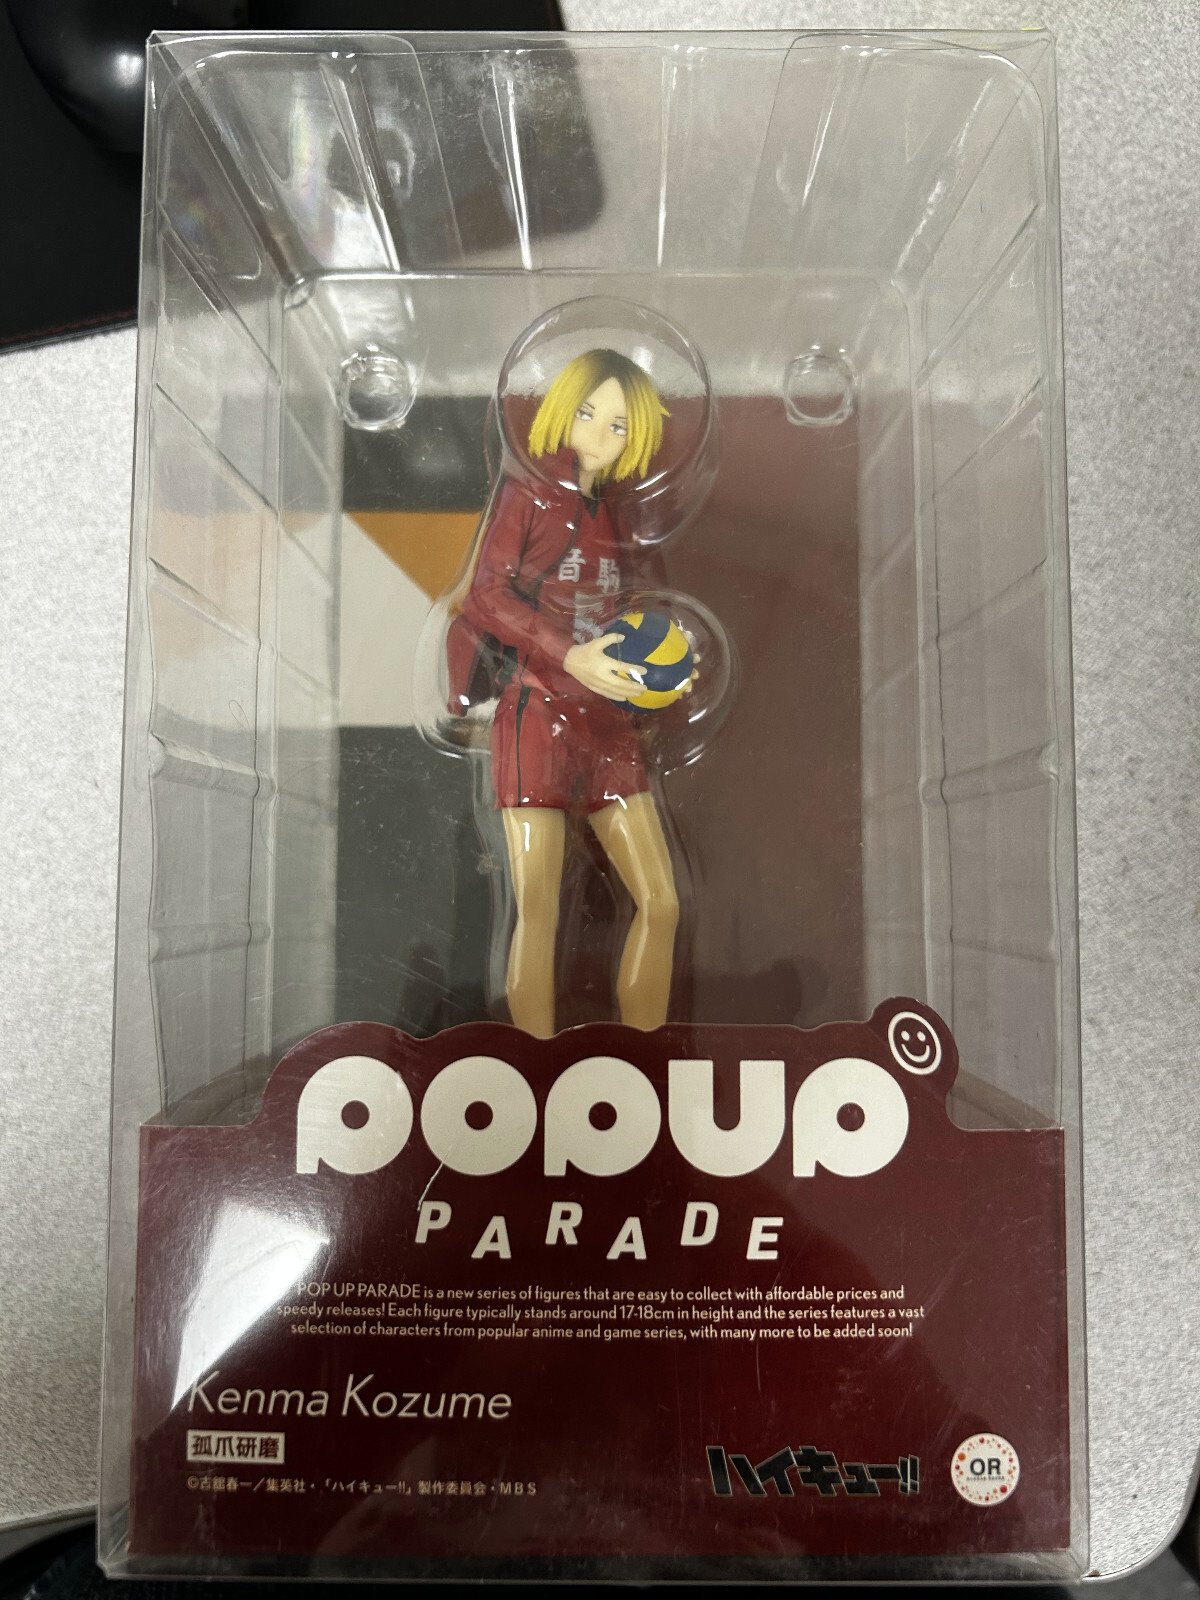 音駒
5
POPUP
PARADE
POP UP PARADE is a new series of figures that are easy to collect with affordable prices and
speedy releases! Each figure typically stands around 17-18cm in height and the series features a vast
selection of characters from popular anime and game series, with many more to be added soon!
Kenma Kozume
孤爪研磨
©古舘春一/集英社・「ハイキュー!!」製作委員会・MBS
ハイキュー!!
OR